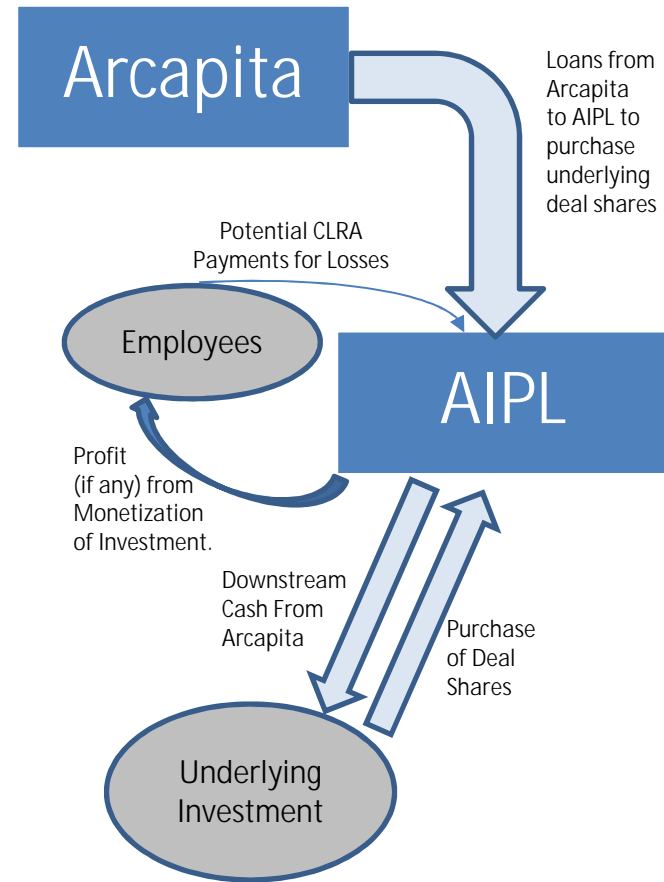 Arcapita
Loans from
Arcapita
to AIPL to
purchase
underlying
deal shares
Potential CLRA
Payments for Losses
Employees
AIPL
Profit
(if any) from
Monetization
of Investment.
Downstream
Cash From
Arcapita
Purchase
of Deal
Shares
Underlying
Investment